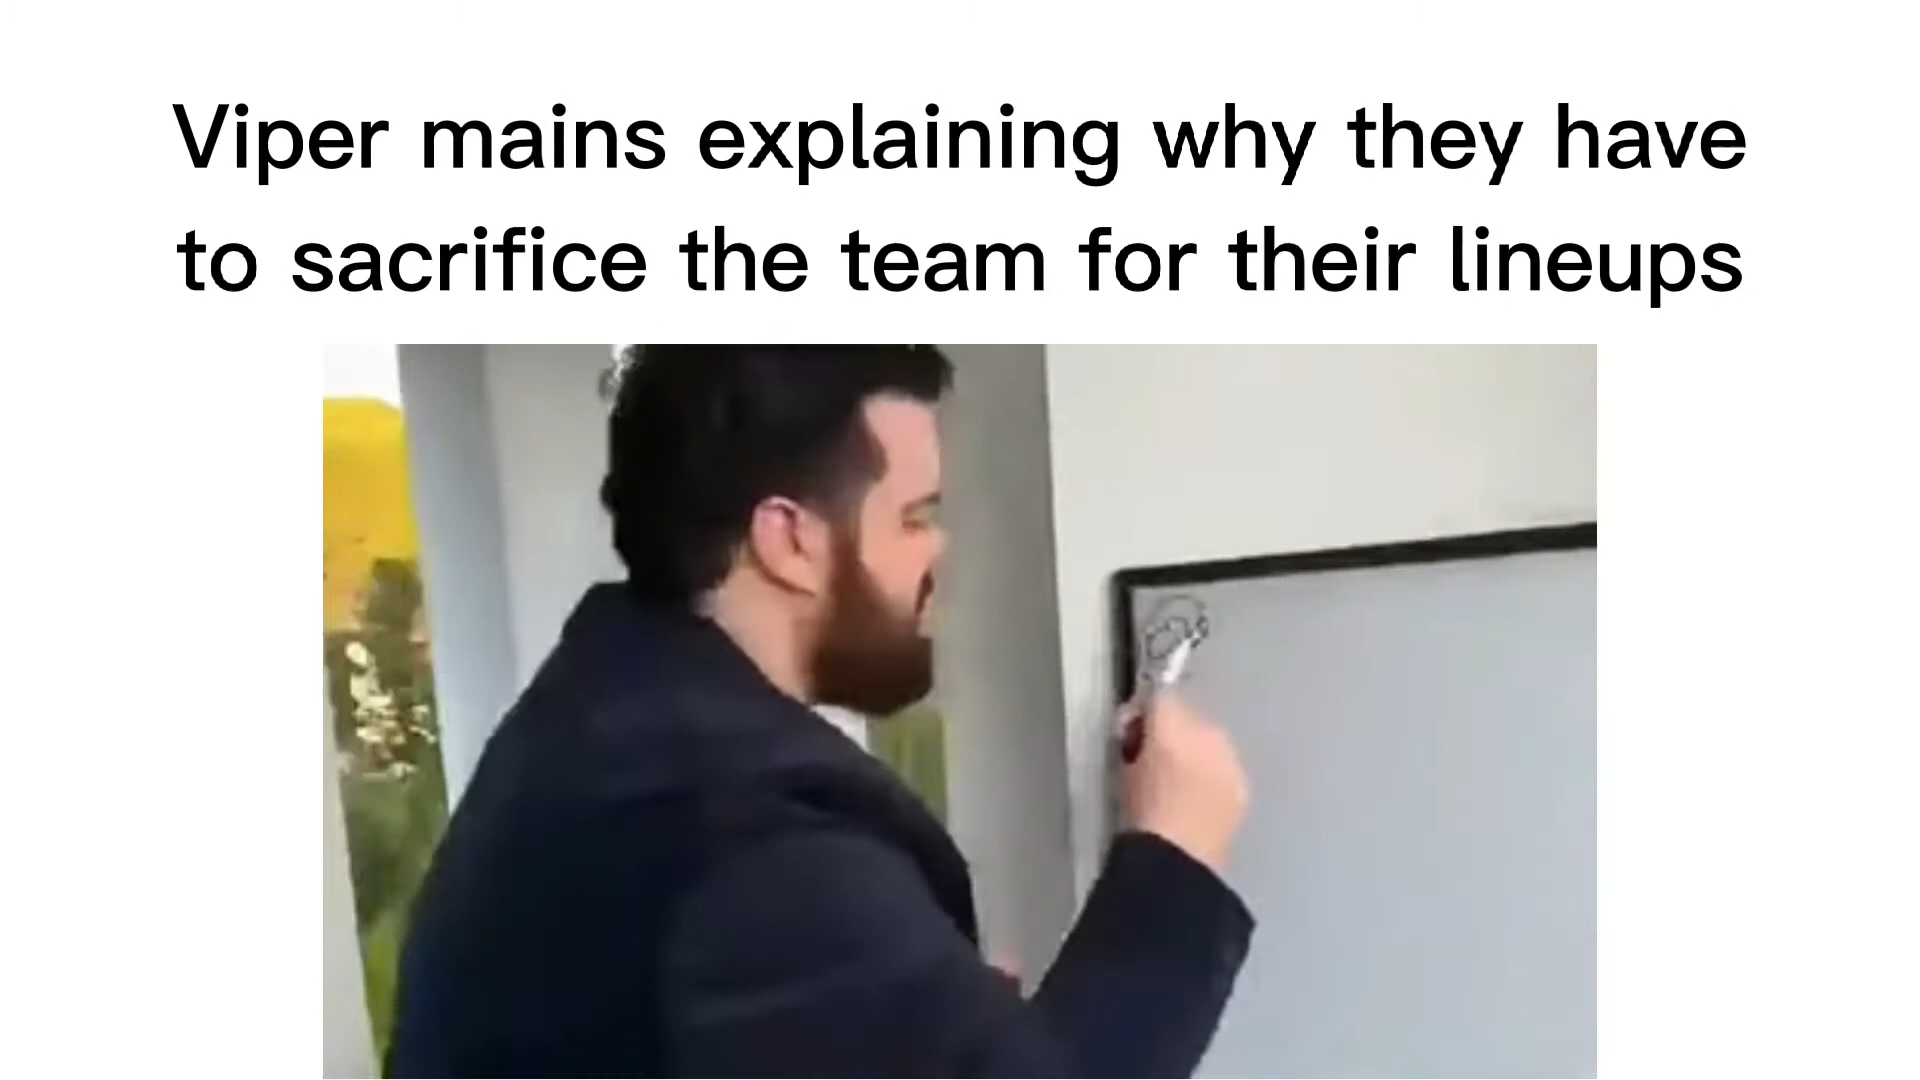 Viper mains explaining why they have
to sacrifice the team for their lineups